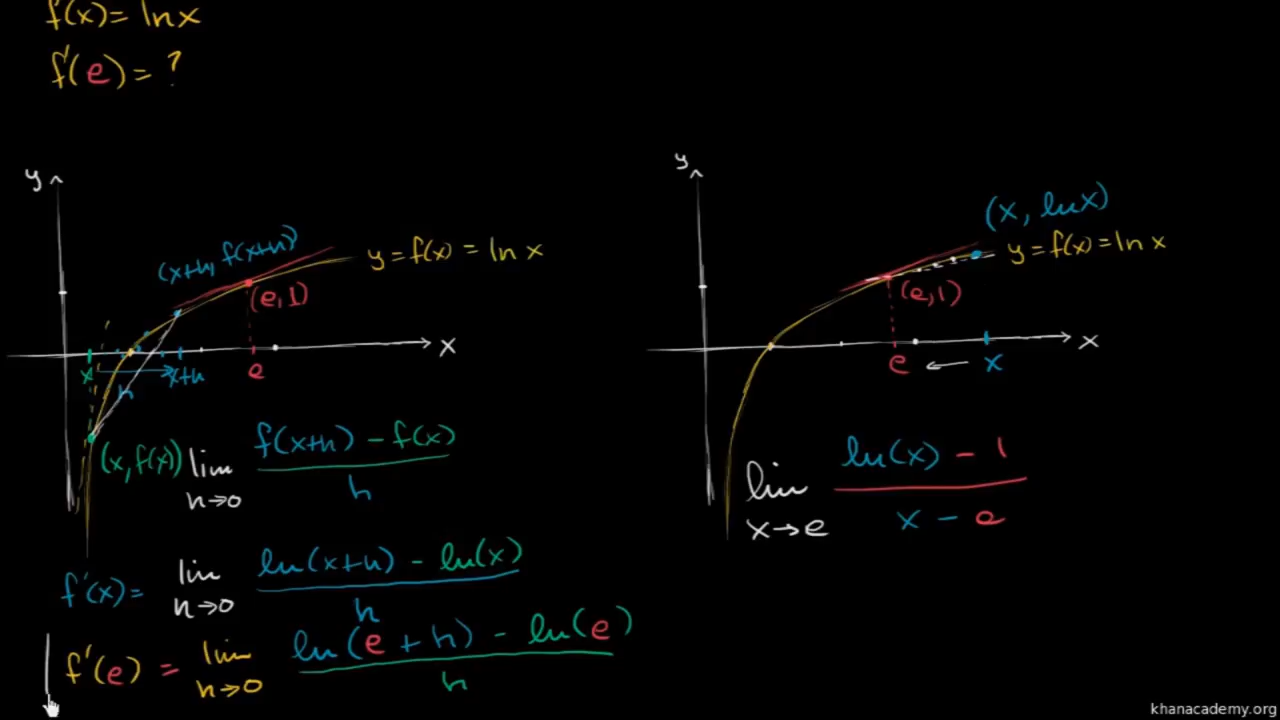 f(x) = ln x
f'(e) = ?
y
(x+h, f(x+h))
y = f(x) = ln x
(e, 1)
x
x
h
x+h
e
(x, f(x))
lim h→0 f(x+h) - f(x) / h
f'(x) = lim h→0 ln(x+h) - ln(x) / h
f'(e) = lim h→0 ln(e + h) - ln(e) / h
y
(x, ln x)
y = f(x) = ln x
(e, 1)
x
e ← x
lim x→e ln(x) - 1 / x - e
khanacademy.org